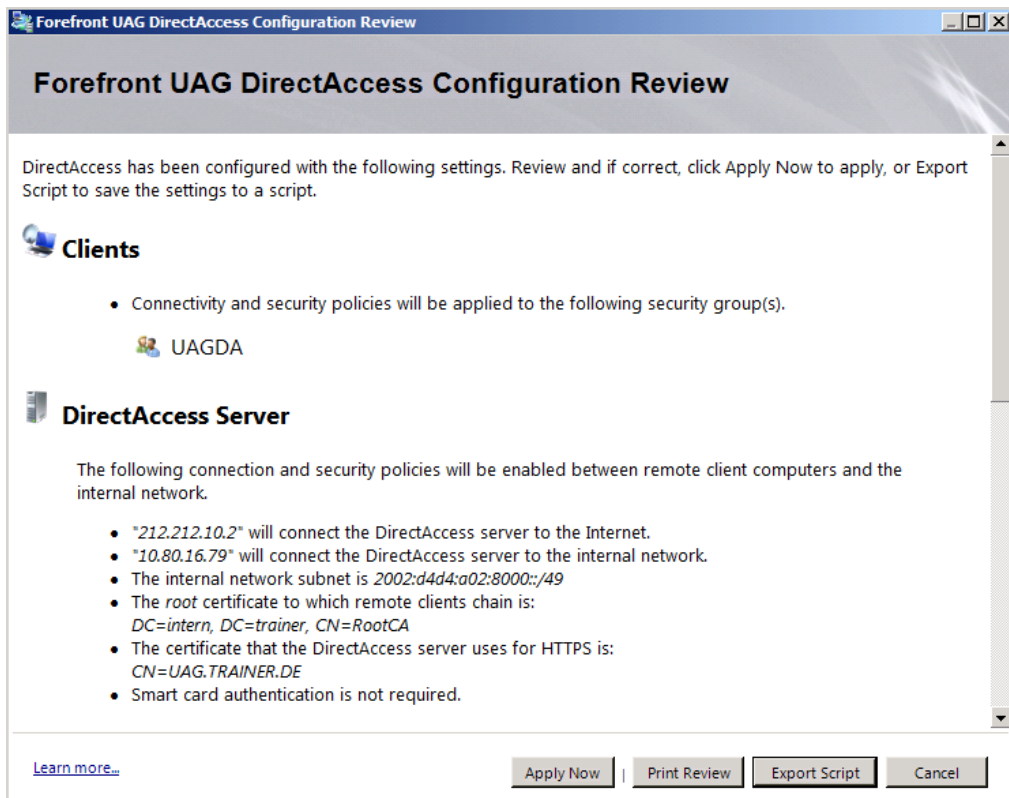 Forefront UAG DirectAccess Configuration Review
Forefront UAG DirectAccess Configuration Review
DirectAccess has been configured with the following settings. Review and if correct, click Apply Now to apply, or Export
Script to save the settings to a script.
Clients
• Connectivity and security policies will be applied to the following security group(s).
UAGDA
DirectAccess Server
The following connection and security policies will be enabled between remote client computers and the
internal network.
• "212.212.10.2" will connect the DirectAccess server to the Internet.
• "10.80.16.79" will connect the DirectAccess server to the internal network.
• The internal network subnet is 2002:d4d4:a02:8000::/49
• The root certificate to which remote clients chain is:
DC=intern, DC=trainer, CN=RootCA
• The certificate that the DirectAccess server uses for HTTPS is:
CN=UAG.TRAINER.DE
• Smart card authentication is not required.
Learn more...
Apply Now | Print Review Export Script Cancel